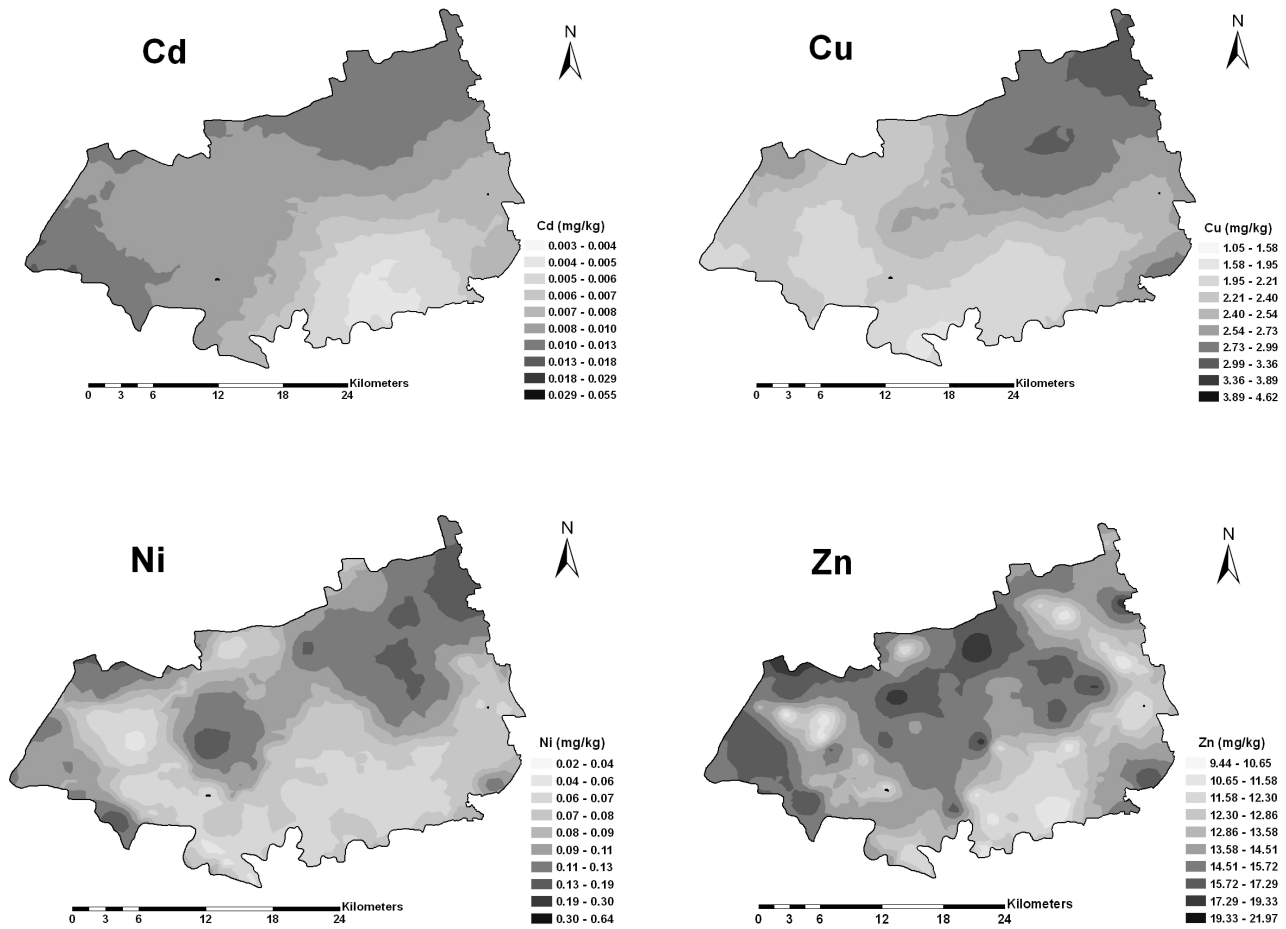 Cd
N
Cd (mg/kg)
0.003 - 0.004
0.004 - 0.005
0.005 - 0.006
0.006 - 0.007
0.007 - 0.008
0.008 - 0.010
0.010 - 0.013
0.013 - 0.018
0.018 - 0.029
0.029 - 0.055
Kilometers
0 3 6 12 18 24
Cu
N
Cu (mg/kg)
1.05 - 1.58
1.58 - 1.95
1.95 - 2.21
2.21 - 2.40
2.40 - 2.54
2.54 - 2.73
2.73 - 2.99
2.99 - 3.36
3.36 - 3.89
3.89 - 4.62
Kilometers
0 3 6 12 18 24
Ni
N
Ni (mg/kg)
0.02 - 0.04
0.04 - 0.06
0.06 - 0.07
0.07 - 0.08
0.08 - 0.09
0.09 - 0.11
0.11 - 0.13
0.13 - 0.19
0.19 - 0.30
0.30 - 0.64
Kilometers
0 3 6 12 18 24
Zn
N
Zn (mg/kg)
9.44 - 10.65
10.65 - 11.58
11.58 - 12.30
12.30 - 12.86
12.86 - 13.58
13.58 - 14.51
14.51 - 15.72
15.72 - 17.29
17.29 - 19.33
19.33 - 21.97
Kilometers
0 3 6 12 18 24